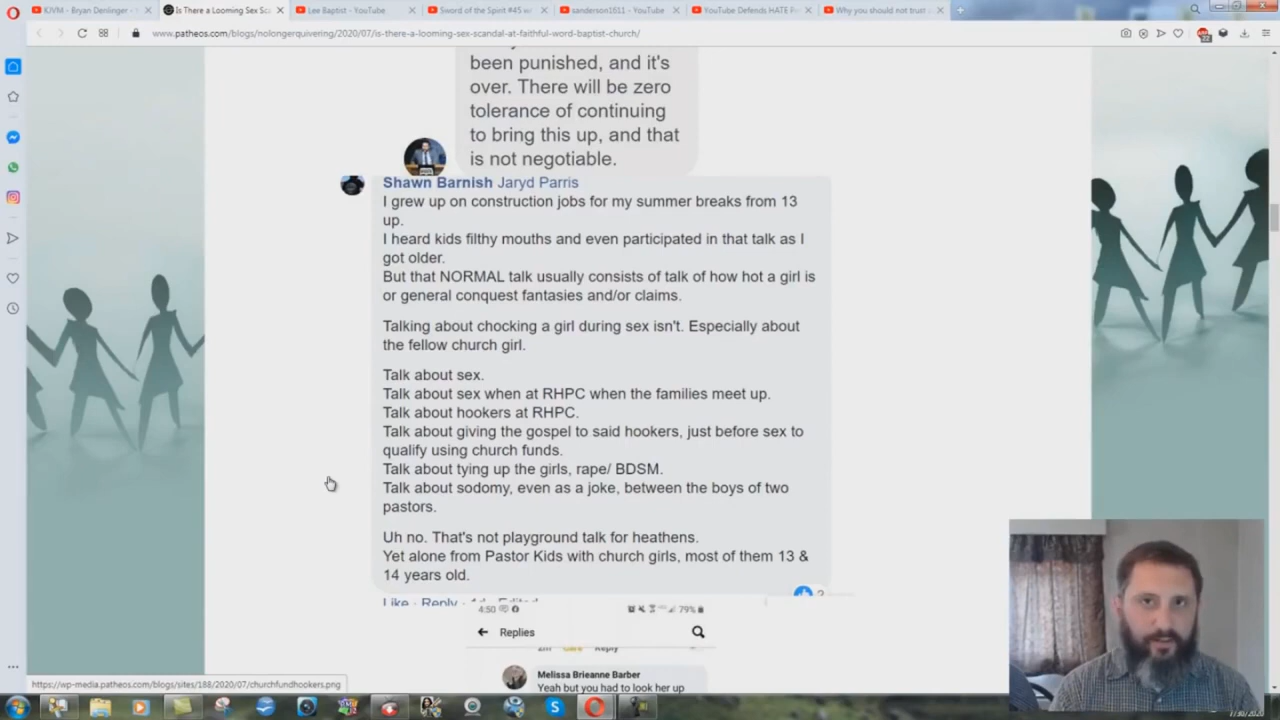 KJVM - Bryan Denlinger - 
Is There a Looming Sex Sc
Lee Baptist - YouTube
Sword of the Spirit #45 w
sanderson1611 - YouTube
YouTube Defends HATE P
Why you should not trust
www.patheos.com/blogs/nolongerquivering/2020/07/is-there-a-looming-sex-scandal-at-faithful-word-baptist-church/
22
been punished, and it's
over. There will be zero
tolerance of continuing
to bring this up, and that
is not negotiable.
Shawn Barnish Jaryd Parris
I grew up on construction jobs for my summer breaks from 13
up.
I heard kids filthy mouths and even participated in that talk as I
got older.
But that NORMAL talk usually consists of talk of how hot a girl is
or general conquest fantasies and/or claims.
Talking about chocking a girl during sex isn't. Especially about
the fellow church girl.
Talk about sex.
Talk about sex when at RHPC when the families meet up.
Talk about hookers at RHPC.
Talk about giving the gospel to said hookers, just before sex to
qualify using church funds.
Talk about tying up the girls, rape/ BDSM.
Talk about sodomy, even as a joke, between the boys of two
pastors.
Uh no. That's not playground talk for heathens.
Yet alone from Pastor Kids with church girls, most of them 13 &
14 years old.
Like · Reply · 1d · Edited
4:50
79%
Replies
Reply
Melissa Brieanne Barber
Yeah but you had to look her up
https://wp-media.patheos.com/blogs/sites/188/2020/07/churchfundhookers.png
7/30/2020